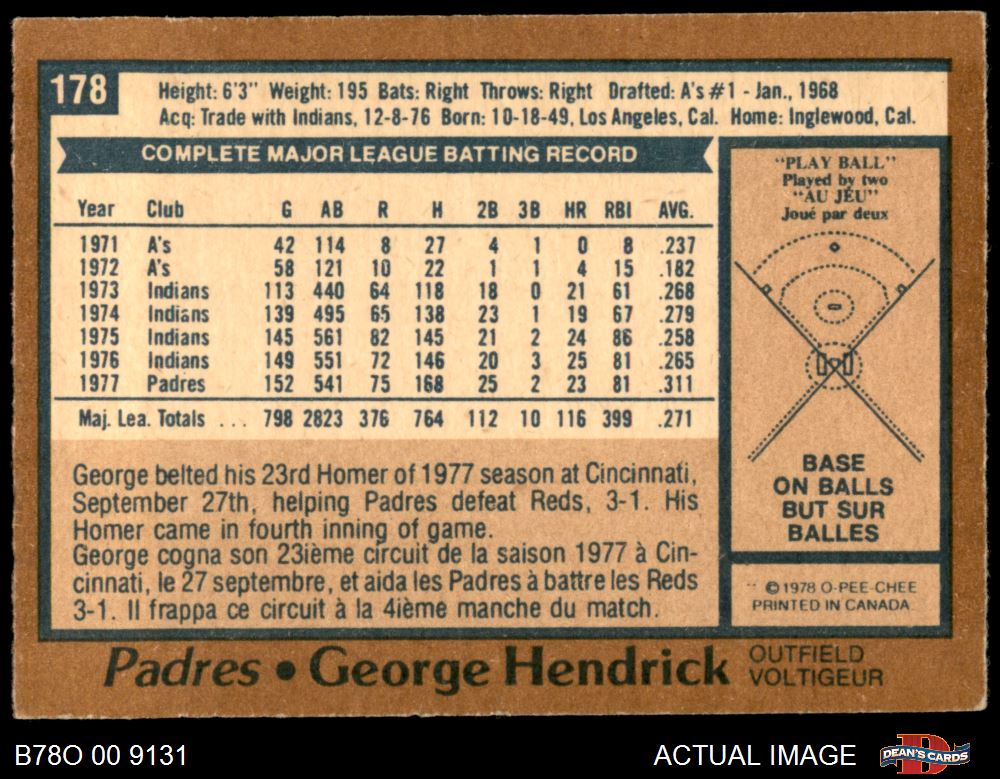 178
Height: 6'3" Weight: 195 Bats: Right Throws: Right Drafted: A's #1 - Jan., 1968
Acq: Trade with Indians, 12-8-76 Born: 10-18-49, Los Angeles, Cal. Home: Inglewood, Cal.
COMPLETE MAJOR LEAGUE BATTING RECORD
Year Club G AB R H 2B 3B HR RBI AVG.
1971 A's 42 114 8 27 4 1 0 8 .237
1972 A's 58 121 10 22 1 1 4 15 .182
1973 Indians 113 440 64 118 18 0 21 61 .268
1974 Indians 139 495 65 138 23 1 19 67 .279
1975 Indians 145 561 82 145 21 2 24 86 .258
1976 Indians 149 551 72 146 20 3 25 81 .265
1977 Padres 152 541 75 168 25 2 23 81 .311
Maj. Lea. Totals ... 798 2823 376 764 112 10 116 399 .271
George belted his 23rd Homer of 1977 season at Cincinnati,
September 27th, helping Padres defeat Reds, 3-1. His
Homer came in fourth inning of game.
George cogna son 23ième circuit de la saison 1977 à Cin-
cinnati, le 27 septembre, et aida les Padres à battre les Reds
3-1. Il frappa ce circuit à la 4ième manche du match.
"PLAY BALL"
Played by two
"AU JEU"
Joué par deux
BASE
ON BALLS
BUT SUR
BALLES
© 1978 O-PEE-CHEE
PRINTED IN CANADA
Padres • George Hendrick
OUTFIELD
VOLTIGEUR
B78O 00 9131
ACTUAL IMAGE
DEAN'S CARDS